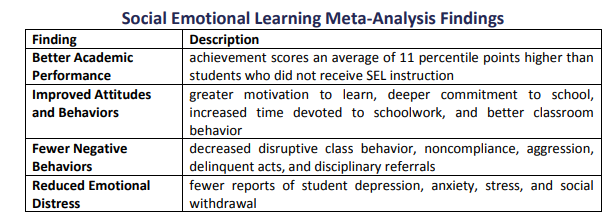 Social Emotional Learning Meta-Analysis Findings
Finding Description
Better Academic Performance achievement scores an average of 11 percentile points higher than
students who did not receive SEL instruction
Improved Attitudes and Behaviors greater motivation to learn, deeper commitment to school,
increased time devoted to schoolwork, and better classroom
behavior
Fewer Negative Behaviors decreased disruptive class behavior, noncompliance, aggression,
delinquent acts, and disciplinary referrals
Reduced Emotional Distress fewer reports of student depression, anxiety, stress, and social
withdrawal